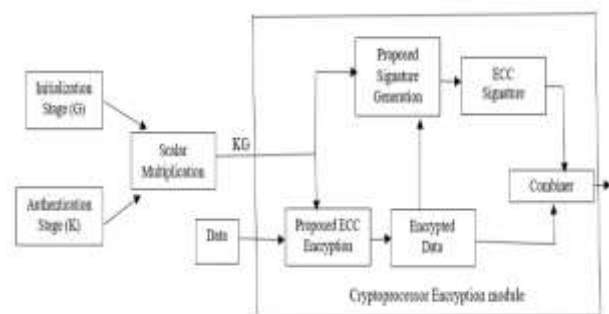 Initialization
Stage (G)
Authentication
Stage (K)
Scalar
Multiplication
KG
Data
Proposed
Signature
Generation
ECC
Signature
Proposed ECC
Encryption
Encrypted
Data
Combiner
Cryptoprocessor Encryption module